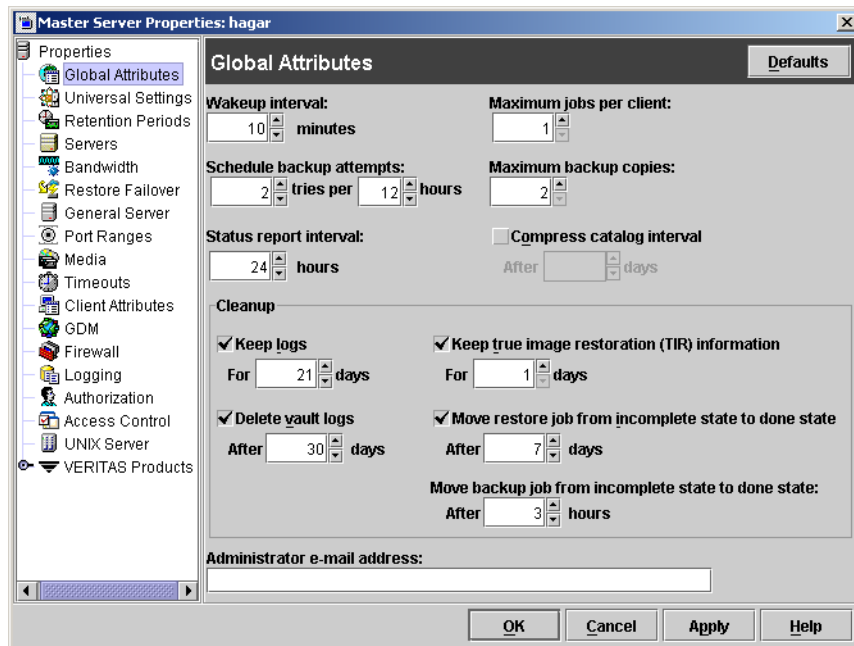 Master Server Properties: hagar
Properties
Global Attributes
Universal Settings
Retention Periods
Servers
Bandwidth
Restore Failover
General Server
Port Ranges
Media
Timeouts
Client Attributes
GDM
Firewall
Logging
Authorization
Access Control
UNIX Server
VERITAS Products
Global Attributes
Defaults
Wakeup interval:
10 minutes
Maximum jobs per client:
1
Schedule backup attempts:
2 tries per 12 hours
Maximum backup copies:
2
Status report interval:
24 hours
Compress catalog interval
After days
Cleanup
Keep logs
For 21 days
Keep true image restoration (TIR) information
For 1 days
Delete vault logs
After 30 days
Move restore job from incomplete state to done state
After 7 days
Move backup job from incomplete state to done state:
After 3 hours
Administrator e-mail address:
OK Cancel Apply Help